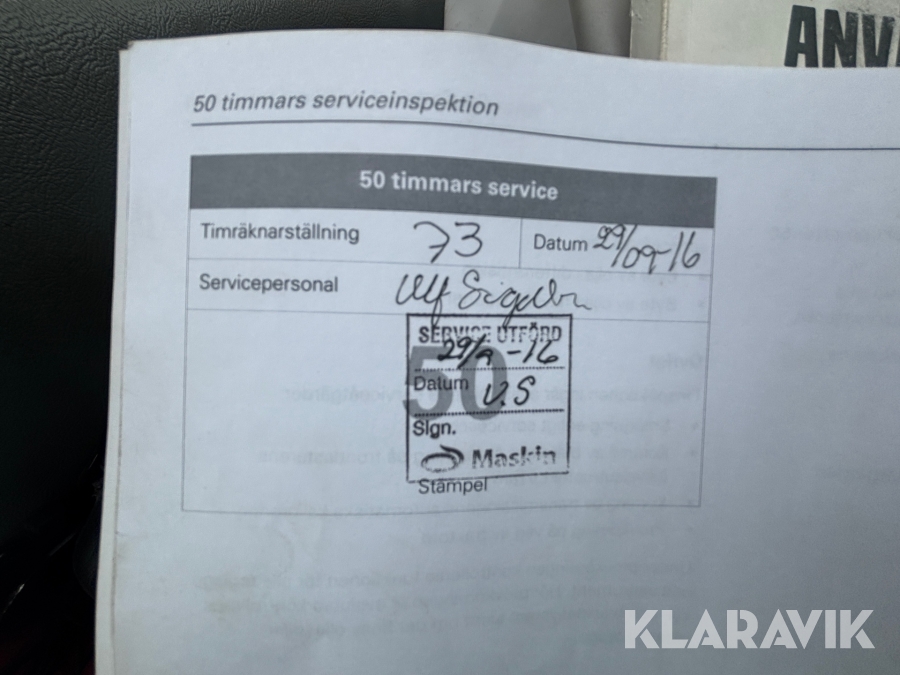 ANV
50 timmars serviceinspektion
50 timmars service
Timräknarställning 73 Datum 29/09-16
Servicepersonal Ulf
SERVICE UTFÖRD
29/9-16
50
Datum U.S
Sign.
Maskin
Stämpel
KLARAVIK